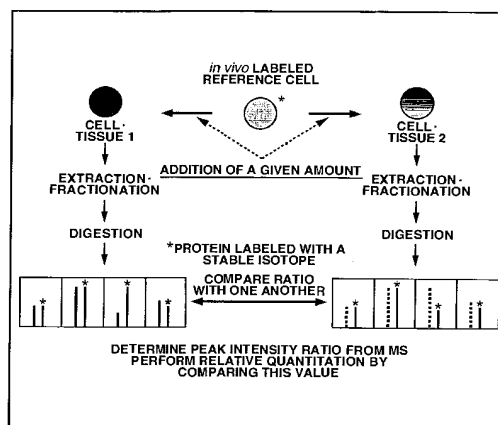 in vivo LABELED
REFERENCE CELL
*
CELL·
TISSUE 1
CELL·
TISSUE 2
ADDITION OF A GIVEN AMOUNT
EXTRACTION·
FRACTIONATION
EXTRACTION·
FRACTIONATION
DIGESTION
DIGESTION
*PROTEIN LABELED WITH A
STABLE ISOTOPE
COMPARE RATIO
WITH ONE ANOTHER
* * * *
* * * *
DETERMINE PEAK INTENSITY RATIO FROM MS
PERFORM RELATIVE QUANTITATION BY
COMPARING THIS VALUE